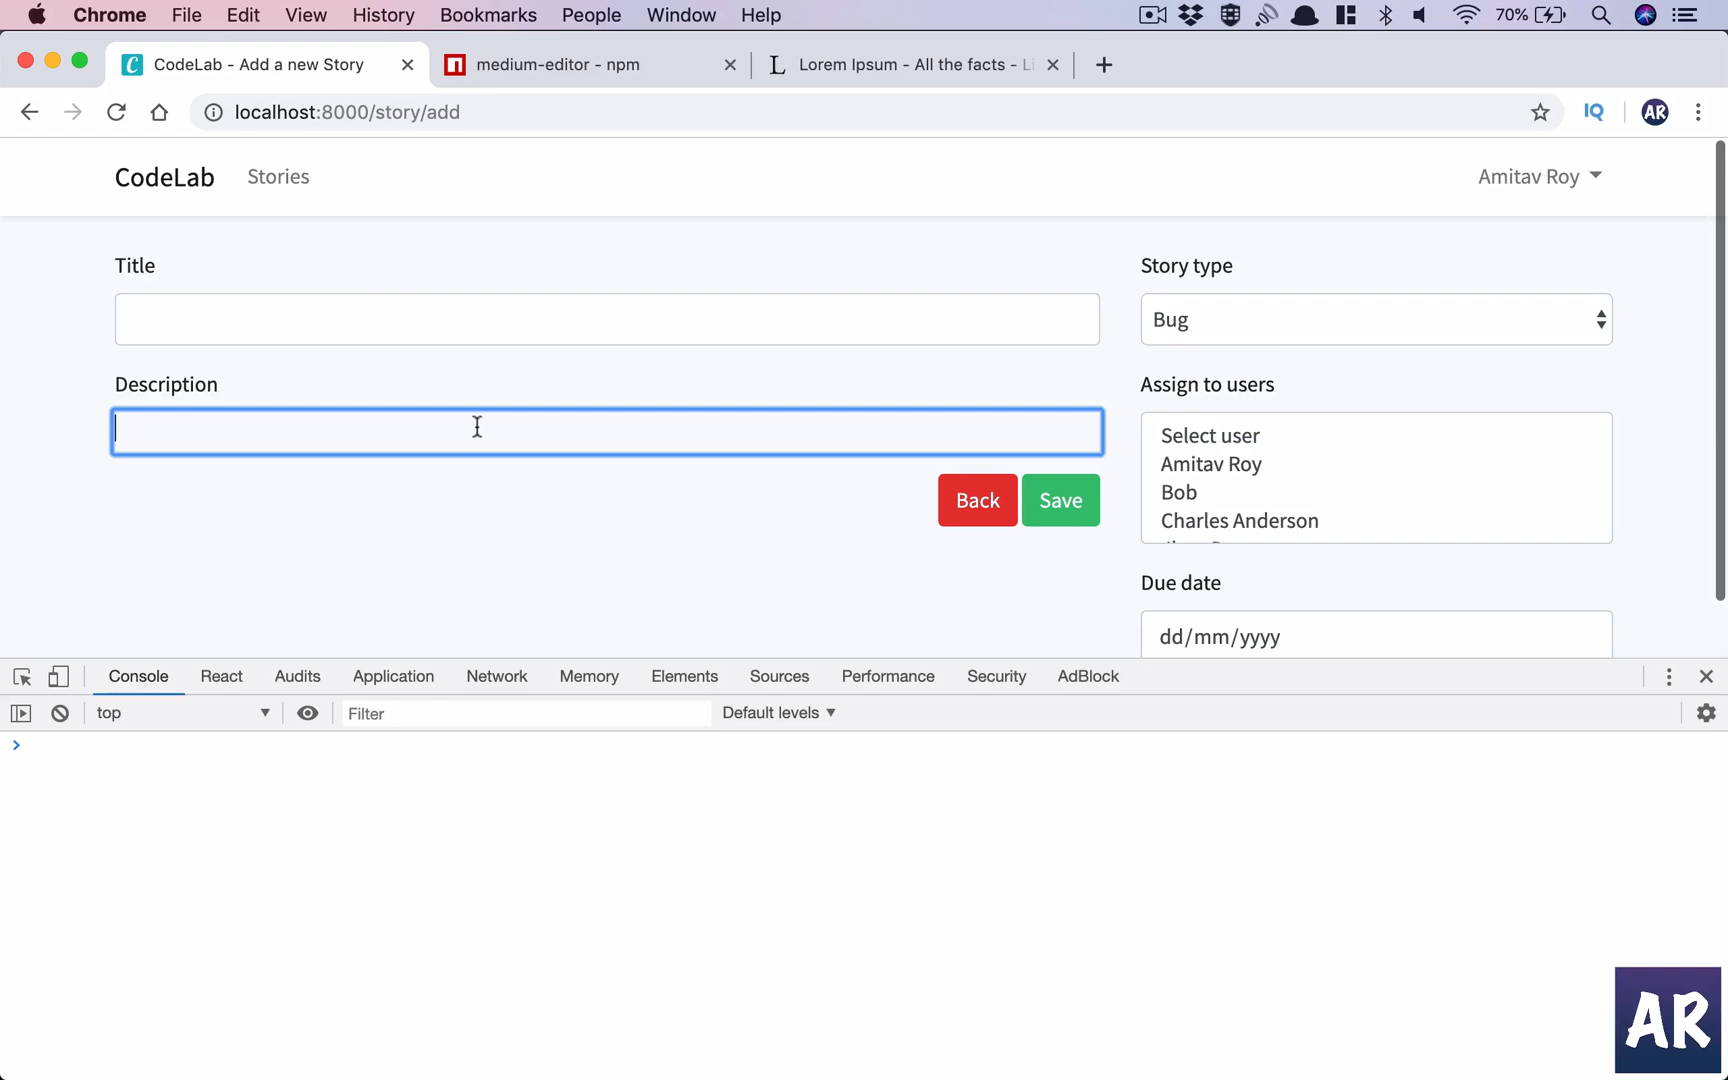 Chrome File Edit View History Bookmarks People Window Help 70%
CodeLab - Add a new Story
medium-editor - npm
Lorem Ipsum - All the facts - Li
localhost:8000/story/add
IQ
AR
CodeLab Stories Amitav Roy
Title
Story type
Bug
Description
Assign to users
Select user
Amitav Roy
Bob
Charles Anderson
Back Save
Due date
dd/mm/yyyy
Console React Audits Application Network Memory Elements Sources Performance Security AdBlock
top
Filter
Default levels
AR